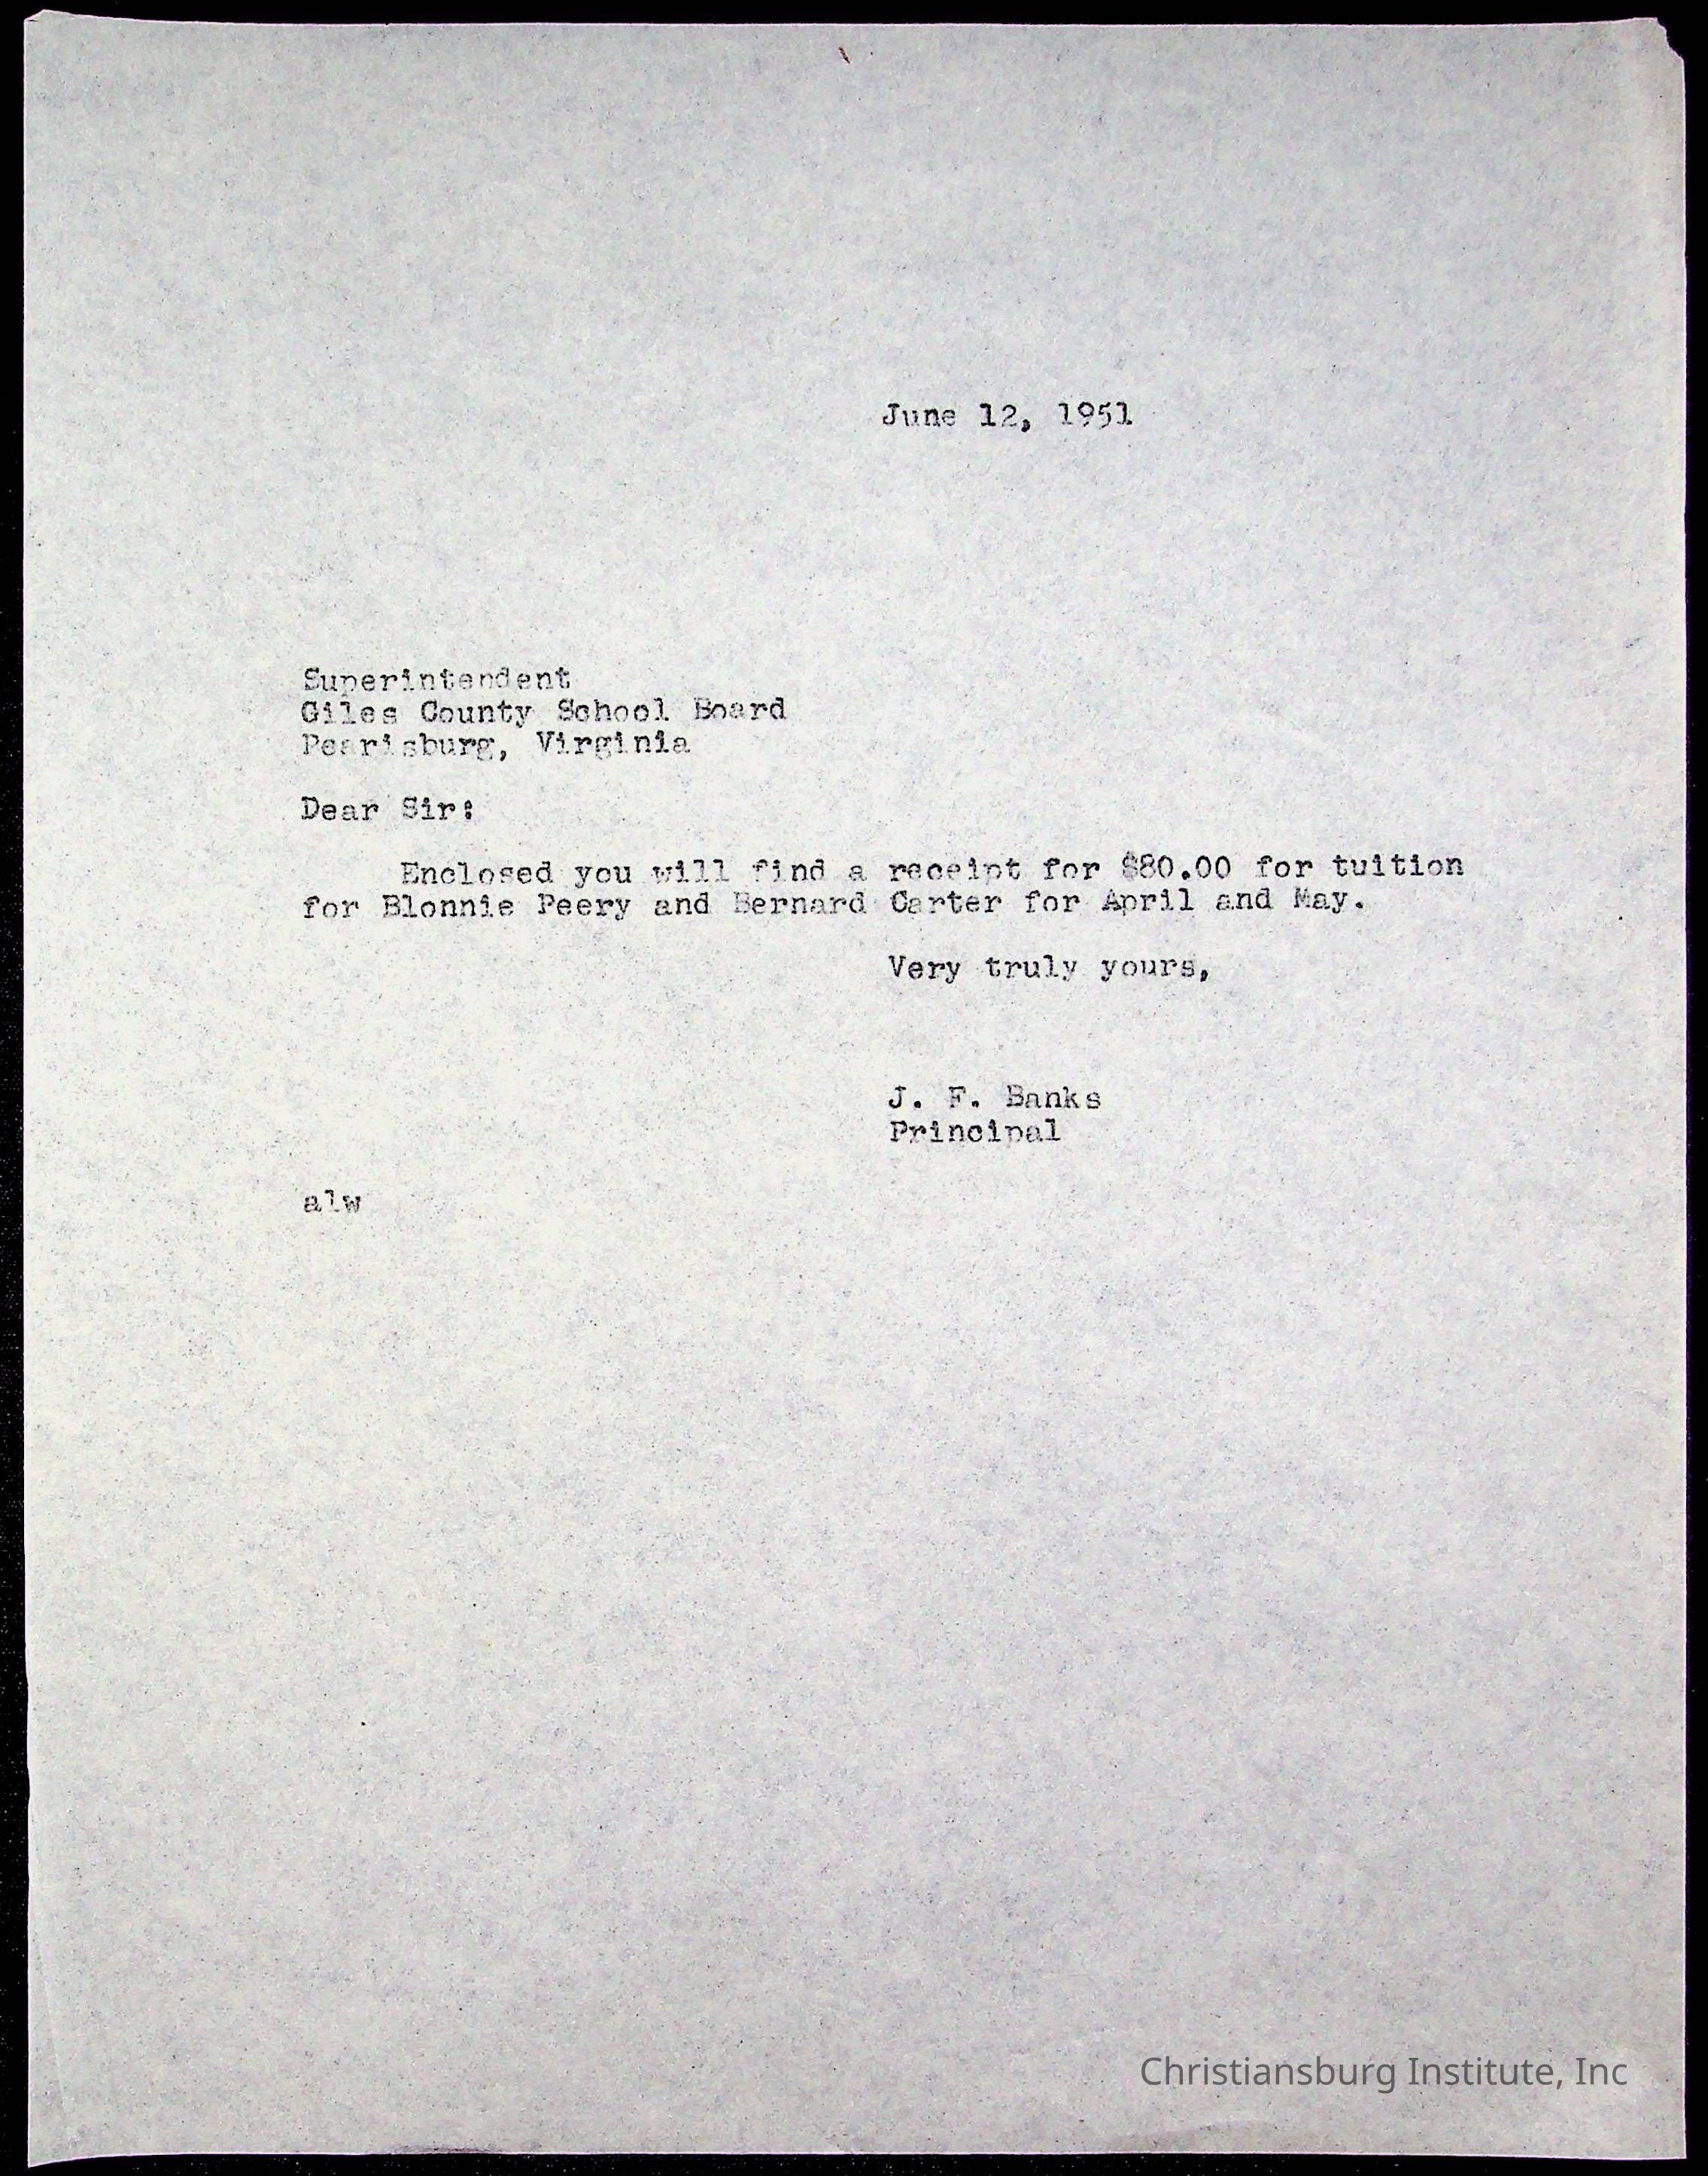 June 12, 1951
Superintendent
Giles County School Board
Pearisburg, Virginia
Dear Sir:
Enclosed you will find a receipt for $80.00 for tuition
for Blonnie Peery and Bernard Carter for April and May.
Very truly yours,
J. F. Banks
Principal
alw
Christiansburg Institute, Inc